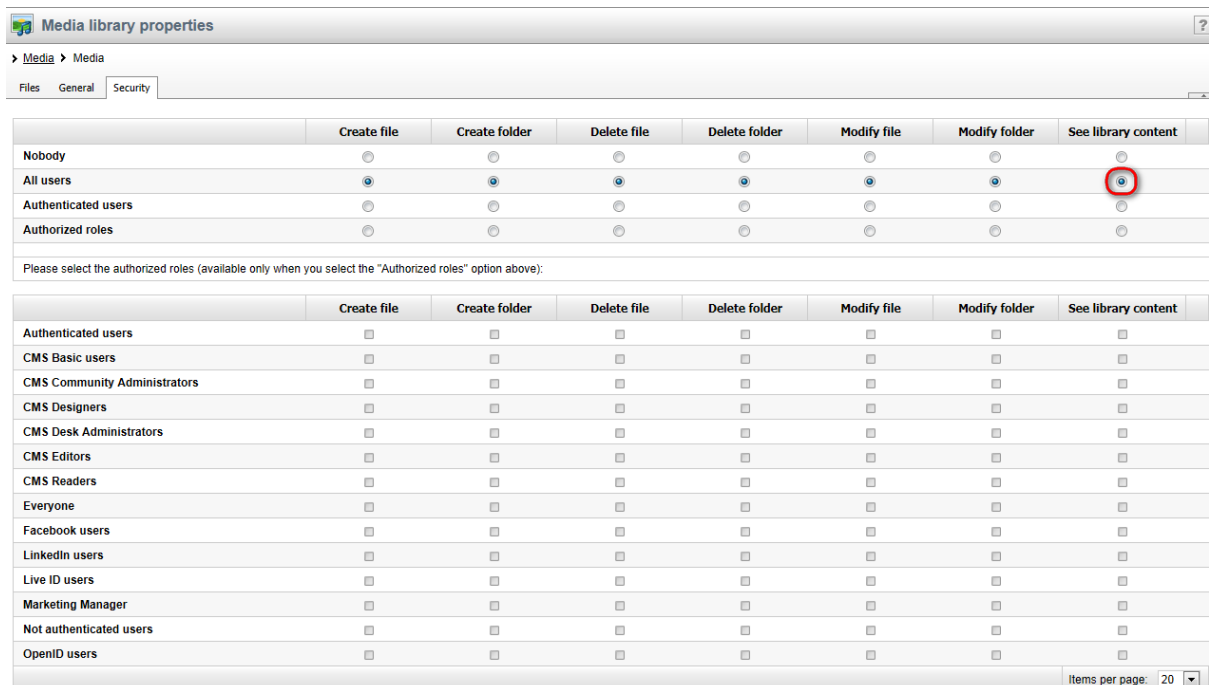 Media library properties ?
Media Media
Files General Security
Create file Create folder Delete file Delete folder Modify file Modify folder See library content
Nobody
All users
Authenticated users
Authorized roles
Please select the authorized roles (available only when you select the "Authorized roles" option above):
Create file Create folder Delete file Delete folder Modify file Modify folder See library content
Authenticated users
CMS Basic users
CMS Community Administrators
CMS Designers
CMS Desk Administrators
CMS Editors
CMS Readers
Everyone
Facebook users
LinkedIn users
Live ID users
Marketing Manager
Not authenticated users
OpenID users
Items per page: 20